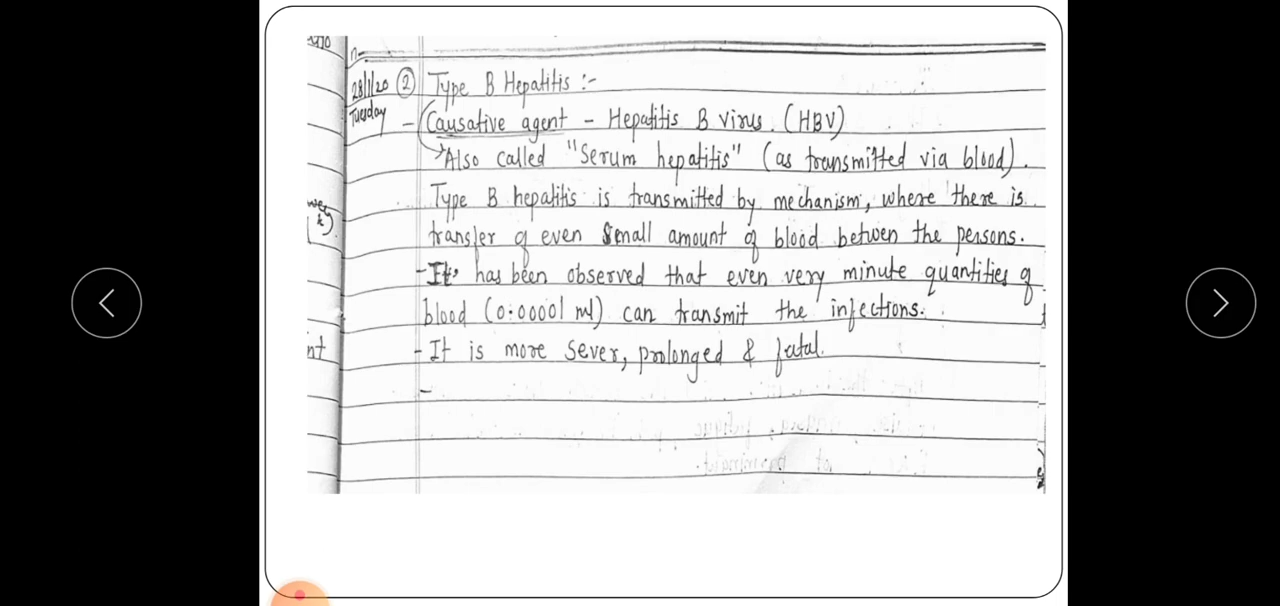 28/1/20 ② Type B Hepatitis :-
Tuesday - Causative agent - Hepatitis B virus. (HBV)
→ Also called "Serum hepatitis" (as transmitted via blood).
Type B hepatitis is transmitted by mechanism, where there is
transfer of even small amount of blood betwen the persons.
- It has been observed that even very minute quantities of
blood (0.00001 ml) can transmit the infections.
- It is more sever, prolonged & fatal.
-
nt